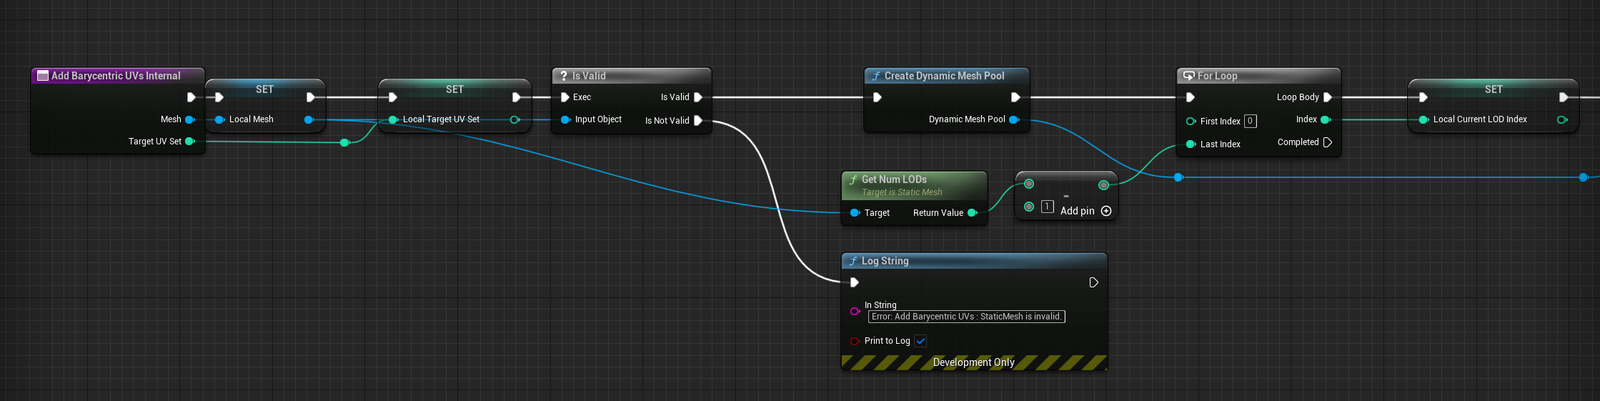 Add Barycentric UVs Internal
Mesh
Target UV Set
SET
Local Mesh
SET
Local Target UV Set
? Is Valid
Exec
Is Valid
Input Object
Is Not Valid
f Create Dynamic Mesh Pool
Dynamic Mesh Pool
For Loop
Loop Body
First Index 0
Index
Last Index
Completed
SET
Local Current LOD Index
f Get Num LODs
Target is Static Mesh
Target
Return Value
-
1
Add pin
f Log String
In String
Error: Add Barycentric UVs : StaticMesh is invalid.
Print to Log
Development Only